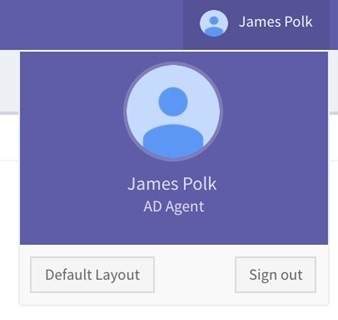 James Polk
James Polk
AD Agent
Default Layout
Sign out